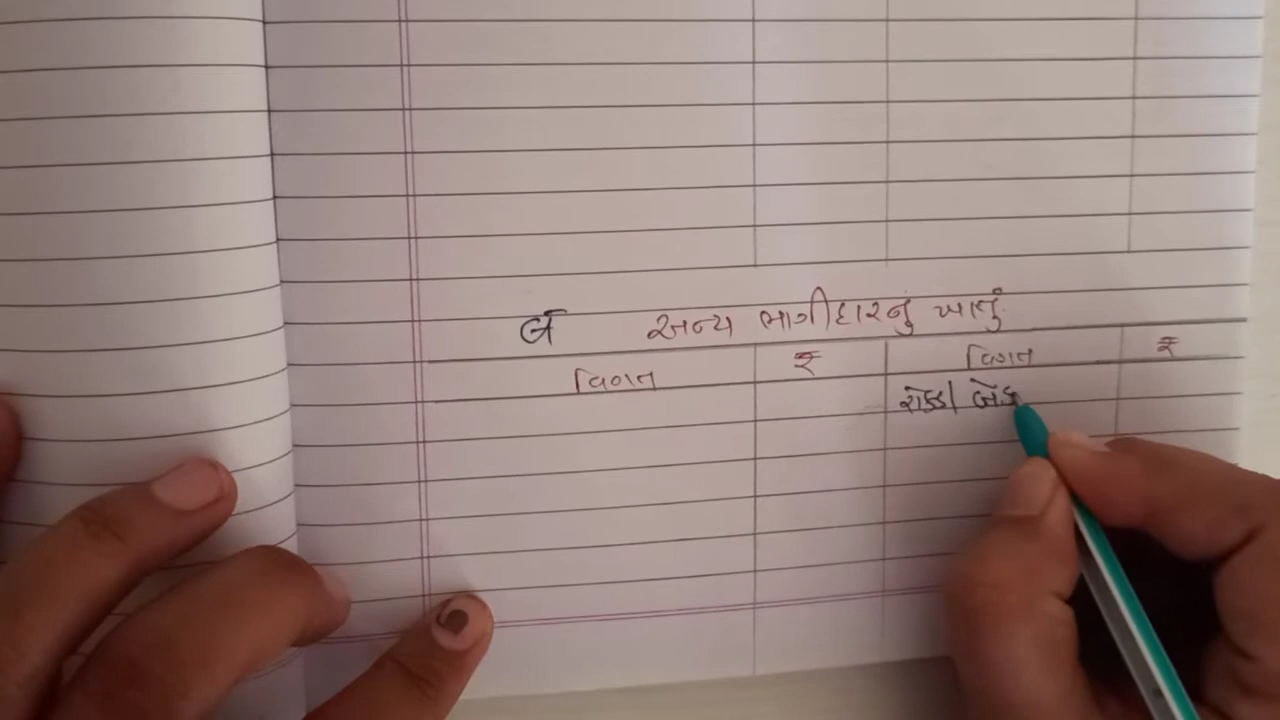 બ અન્ય ભાગીદારનું ખાતું.
વિગત ₹ વિગત ₹
રોકડ/ બેંક